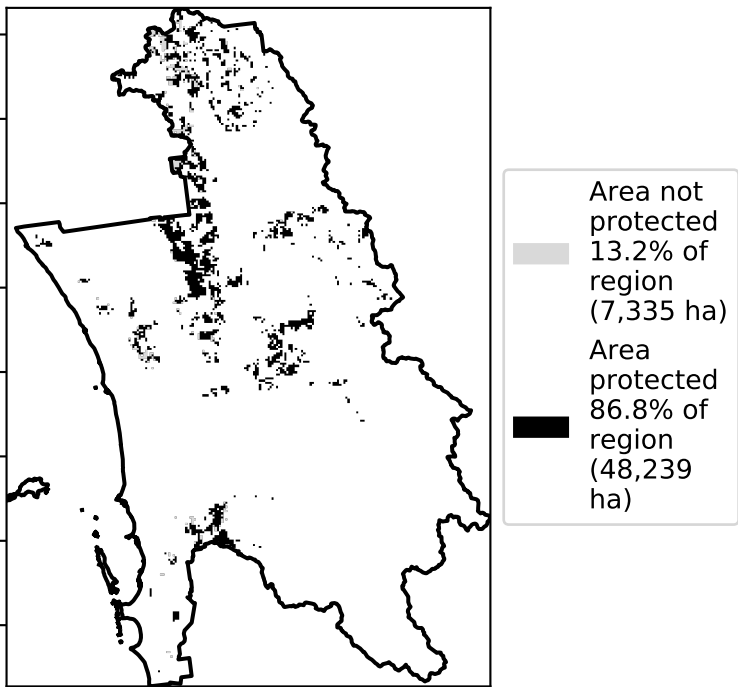 Area not
protected
13.2% of
region
(7,335 ha)
Area
protected
86.8% of
region
(48,239
ha)